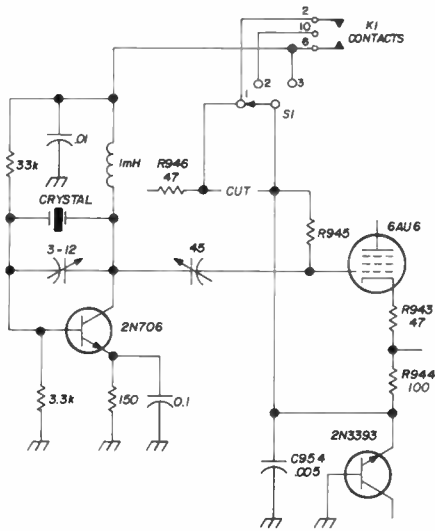 2
10
6
K1
CONTACTS
2
3
1
S1
33k
.01
1mH
R946
47
CUT
CRYSTAL
R945
6AU6
3-12
45
R943
47
2N706
R944
100
3.3k
150
0.1
2N3393
C954
.005